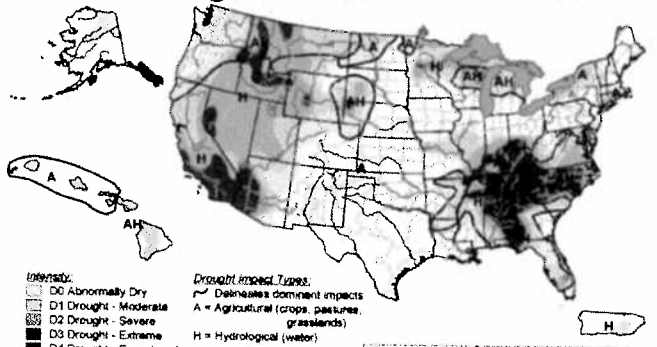 A
A
A
H
AH
H
AH
AH
A
A
H
A
H
A
AH
H
Intensity:
D0 Abnormally Dry
D1 Drought - Moderate
D2 Drought - Severe
D3 Drought - Extreme
Drought Impact Types:
Delineates dominant impacts
A = Agricultural (crops, pastures,
grasslands)
H = Hydrological (water)
H